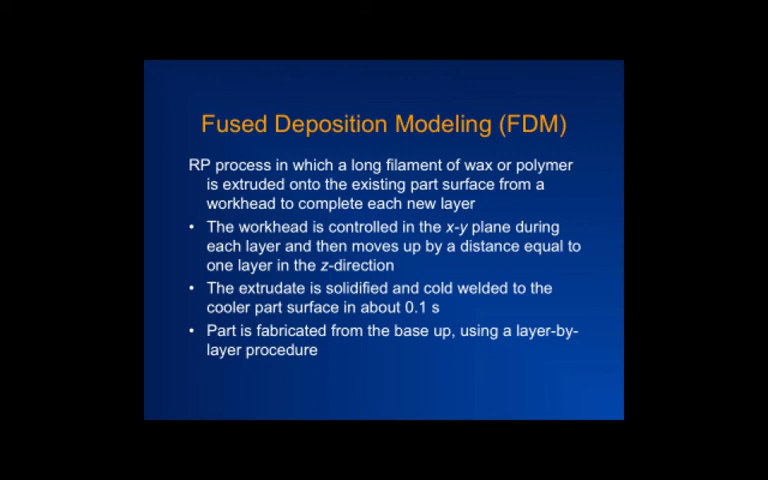 Fused Deposition Modeling (FDM)
RP process in which a long filament of wax or polymer
is extruded onto the existing part surface from a
workhead to complete each new layer
• The workhead is controlled in the x-y plane during
each layer and then moves up by a distance equal to
one layer in the z-direction
• The extrudate is solidified and cold welded to the
cooler part surface in about 0.1 s
• Part is fabricated from the base up, using a layer-by-
layer procedure